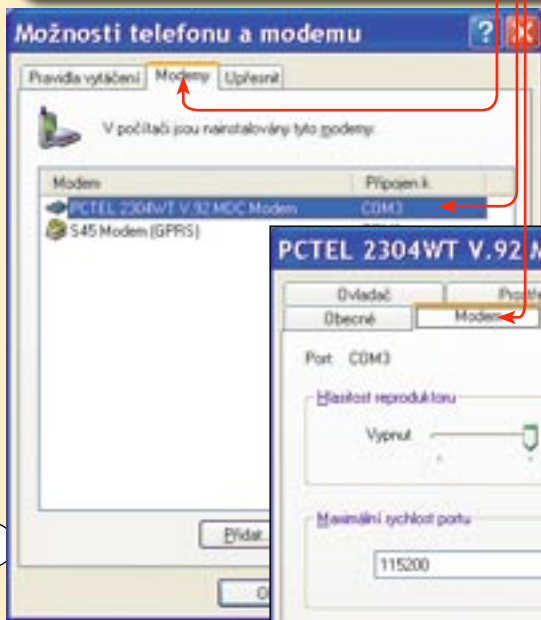 Možnosti telefonu a modemu
Pravidla vytáčení Modemy Upřesnit
V počítači jsou nainstalovány tyto modemy:
Modem Připojen k
PCTEL 2304WT V.92 MDC Modem COM3
S45 Modem (GPRS)
Přidat...
PCTEL 2304WT V.92 M
Ovladač
Obecné Modem
Port COM3
Hlasitost reproduktoru
Vypnut
Maximální rychlost portu
115200